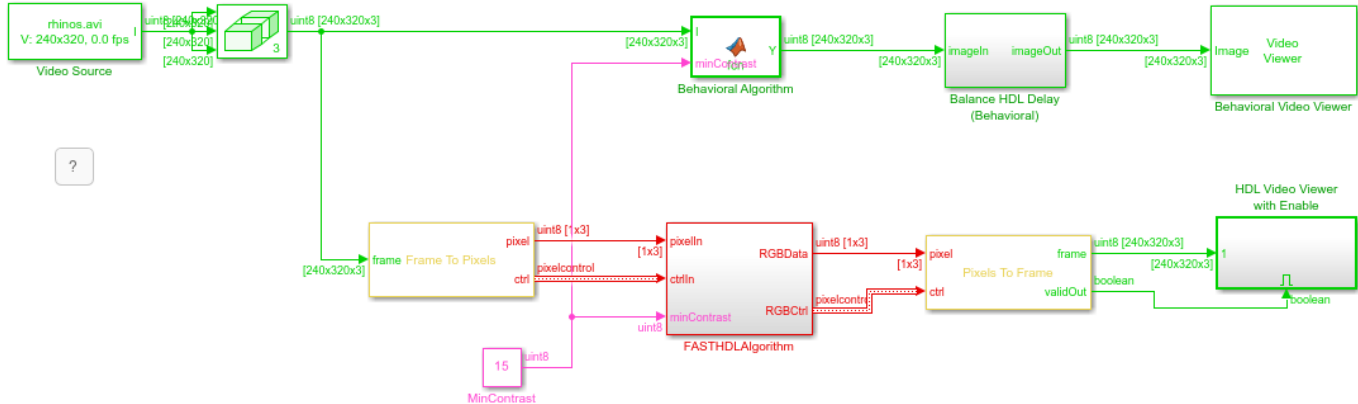 rhinos.avi
V: 240x320, 0.0 fps
I
Video Source
uint8 [240x320]
[240x320]
[240x320]
[240x320]
3
uint8 [240x320x3]
[240x320x3]
I
minContrast
fcn
Y
Behavioral Algorithm
uint8 [240x320x3]
[240x320x3]
imageIn
imageOut
Balance HDL Delay
(Behavioral)
uint8 [240x320x3]
[240x320x3]
Image
Video
Viewer
Behavioral Video Viewer
?
[240x320x3]
frame
Frame To Pixels
pixel
ctrl
uint8 [1x3]
[1x3]
pixelcontrol
uint8
pixelIn
ctrlIn
minContrast
RGBData
RGBCtrl
FASTHDLAlgorithm
uint8 [1x3]
[1x3]
pixelcontrol
pixel
ctrl
Pixels To Frame
frame
validOut
uint8 [240x320x3]
[240x320x3]
boolean
boolean
HDL Video Viewer
with Enable
1
15
uint8
MinContrast